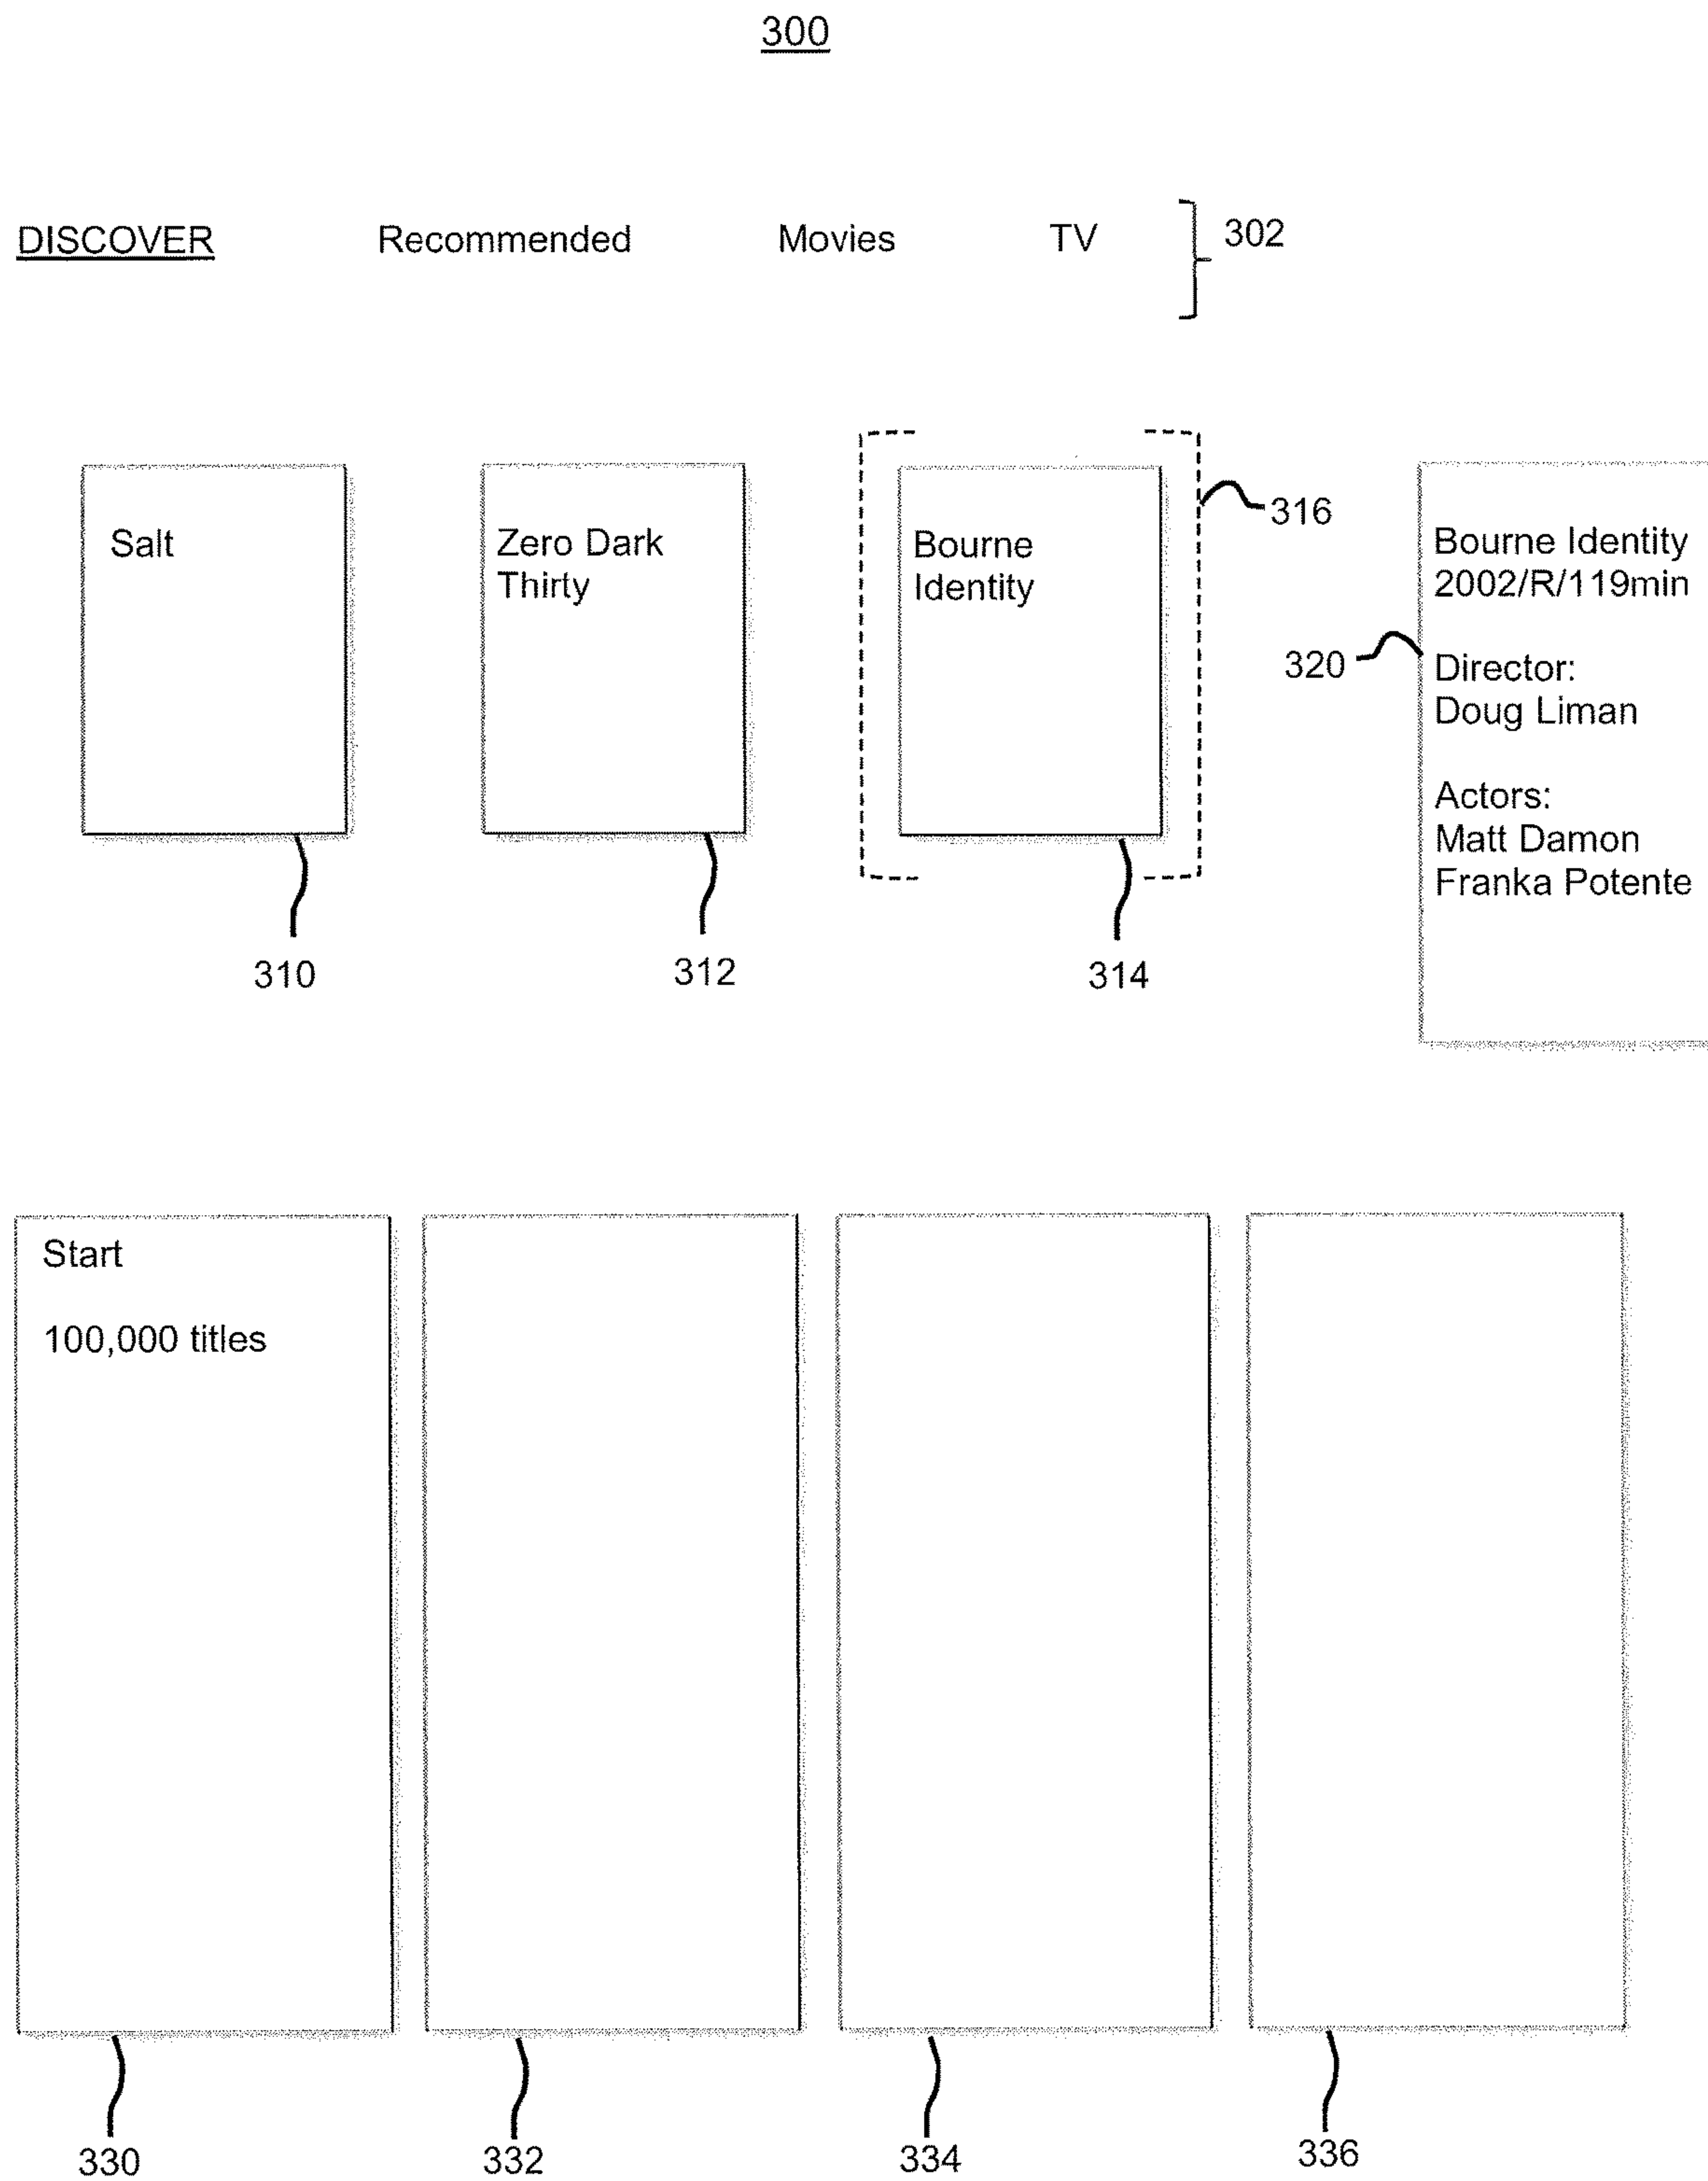 300
DISCOVER Recommended Movies TV 302
Salt
Zero Dark
Thirty
Bourne
Identity
316
Bourne Identity
2002/R/119min
320
Director:
Doug Liman
Actors:
Matt Damon
Franka Potente
310 312 314
Start
100,000 titles
330 332 334 336